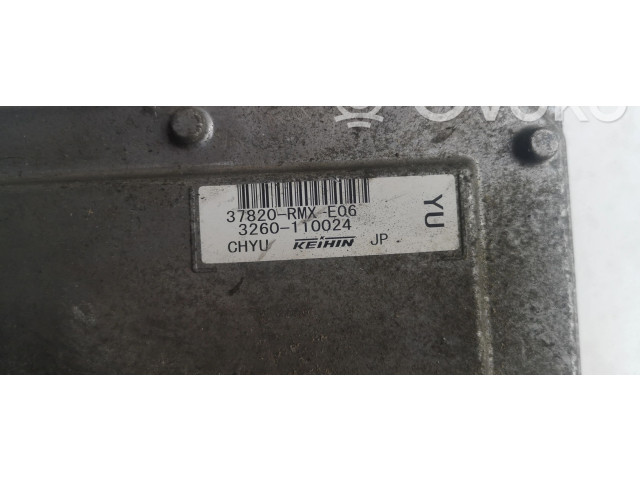 37820-RMX-E06
3260-110024
CHYU KEIHIN JP
YU